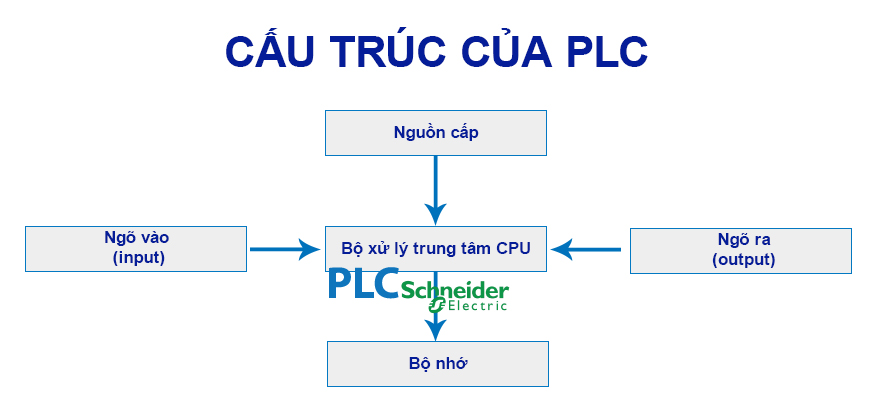 CẤU TRÚC CỦA PLC
Nguồn cấp
Ngõ vào
(input)
Bộ xử lý trung tâm CPU
Ngõ ra
(output)
PLC Schneider
Electric
Bộ nhớ